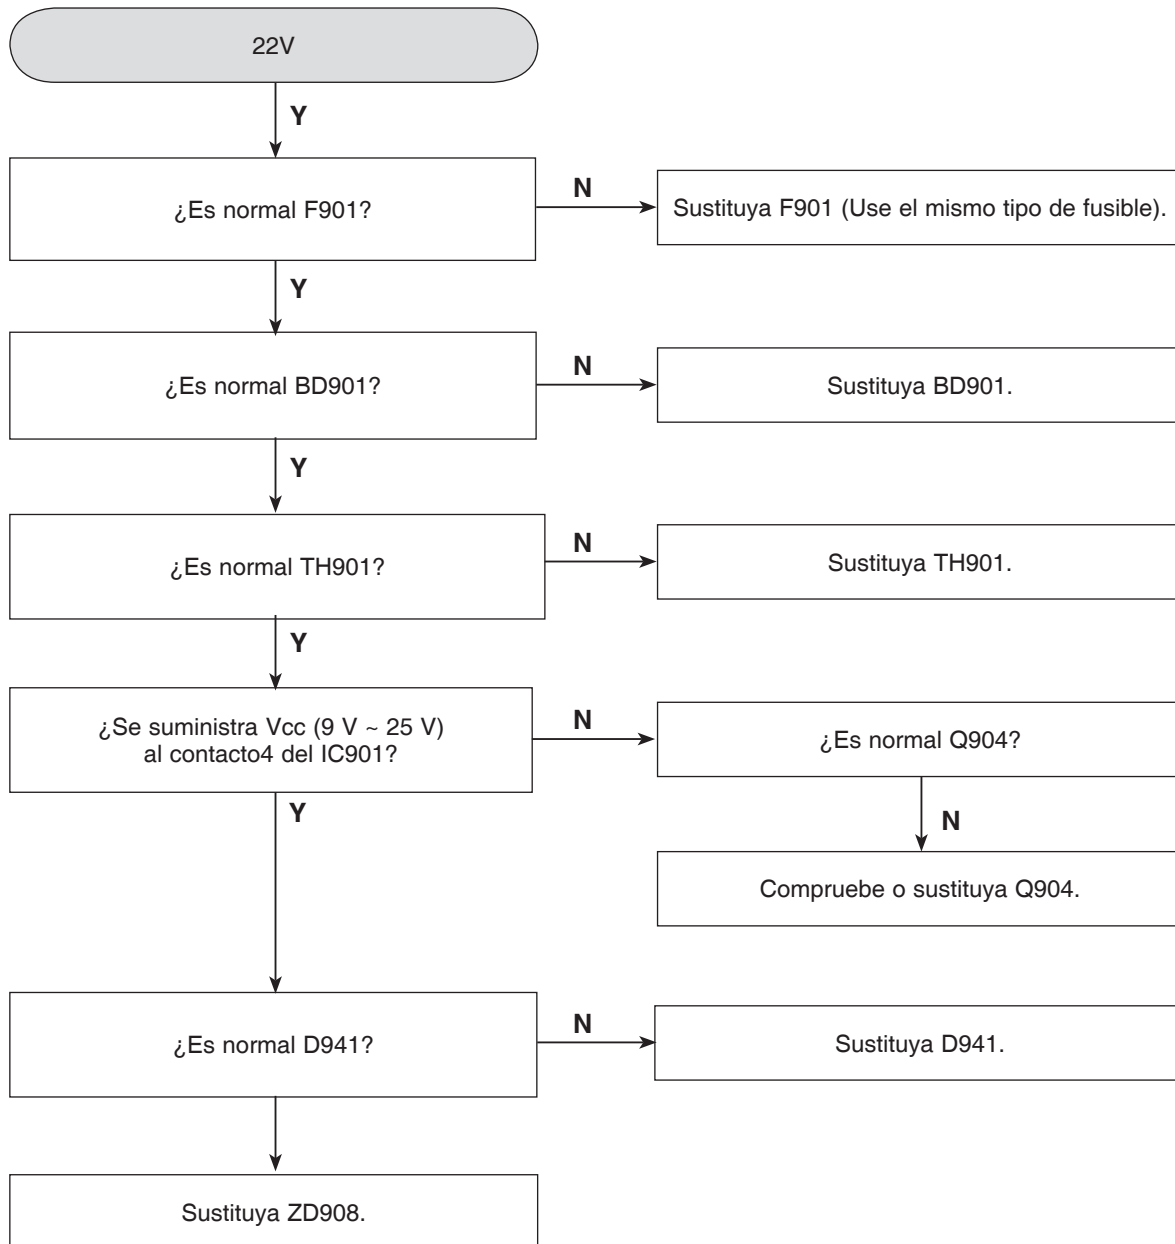 22V
Y
¿Es normal F901?
N
Sustituya F901 (Use el mismo tipo de fusible).
Y
¿Es normal BD901?
N
Sustituya BD901.
Y
¿Es normal TH901?
N
Sustituya TH901.
Y
¿Se suministra Vcc (9 V ~ 25 V)
al contacto4 del IC901?
N
¿Es normal Q904?
N
Compruebe o sustituya Q904.
Y
¿Es normal D941?
N
Sustituya D941.
Sustituya ZD908.